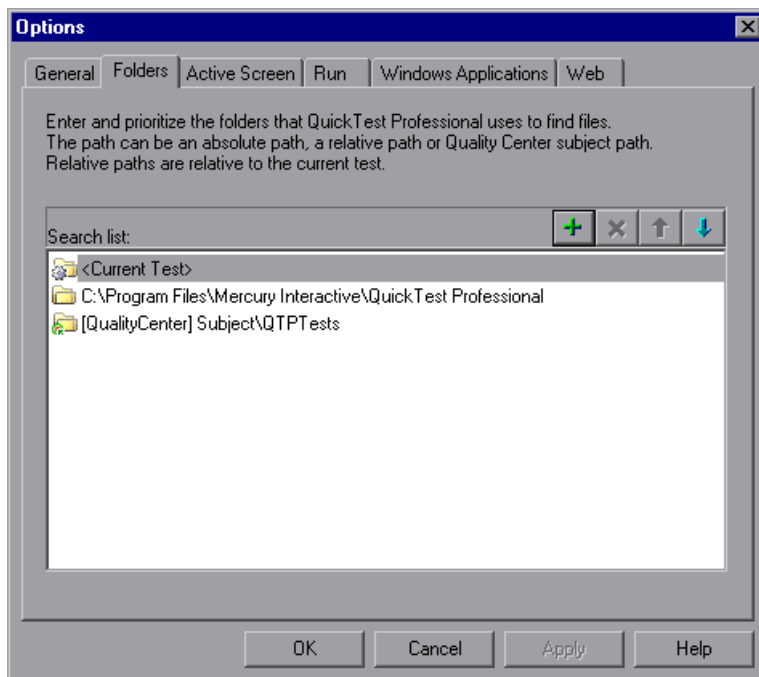 Options
General Folders Active Screen Run Windows Applications Web
Enter and prioritize the folders that QuickTest Professional uses to find files.
The path can be an absolute path, a relative path or Quality Center subject path.
Relative paths are relative to the current test.
Search list:
<Current Test>
C:\Program Files\Mercury Interactive\QuickTest Professional
[QualityCenter] Subject\QTPTests
OK Cancel Apply Help